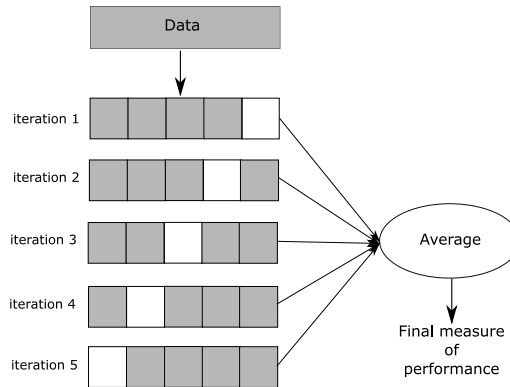 Data
iteration 1
iteration 2
iteration 3
Average
iteration 4
Final measure
of
performance
iteration 5